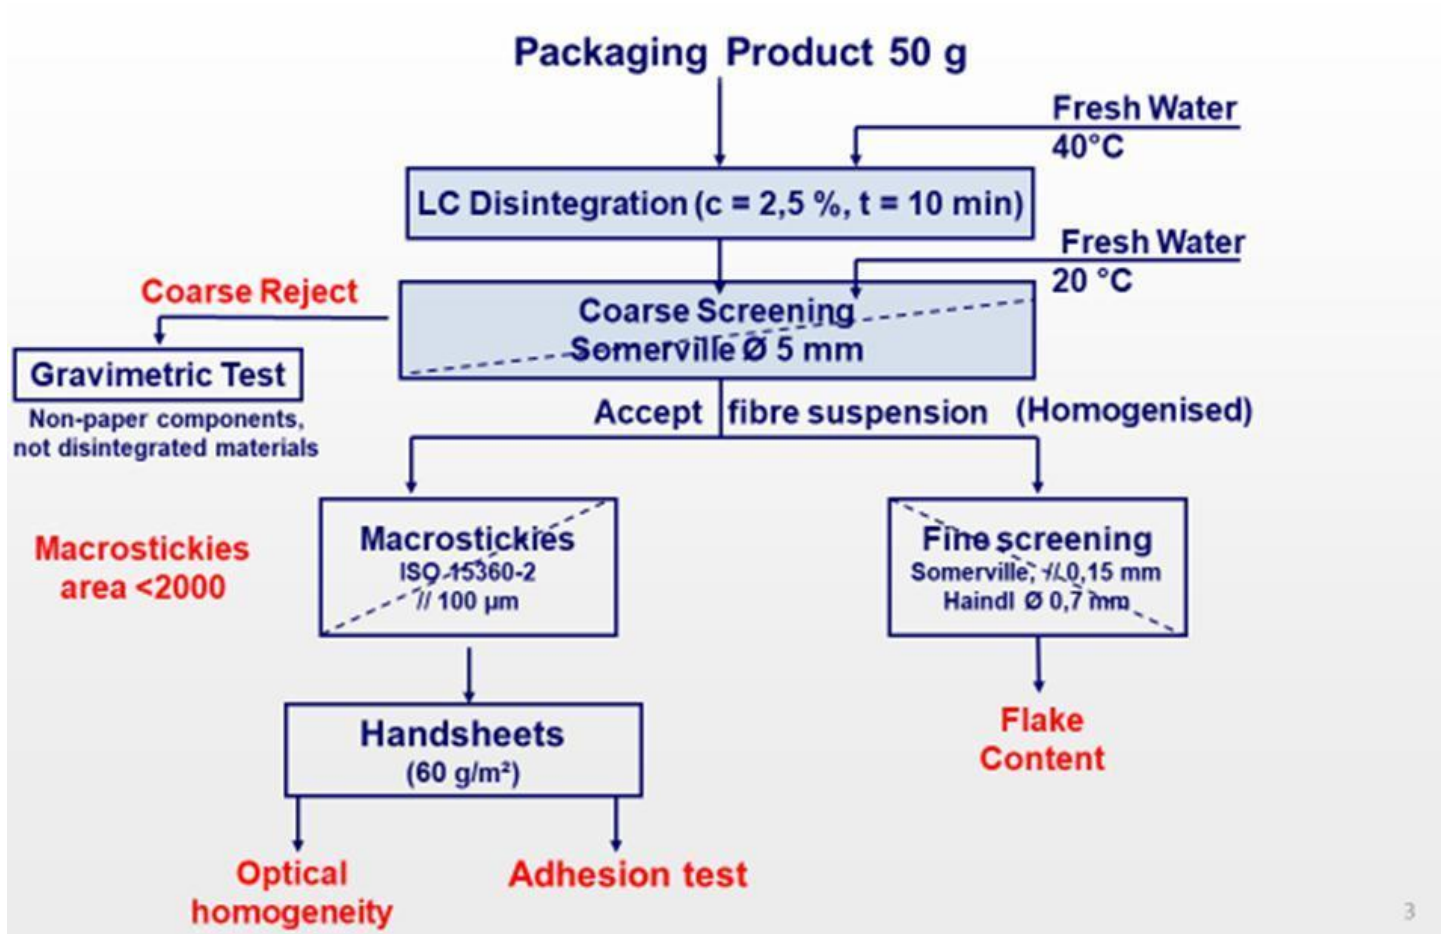 Packaging Product 50 g
Fresh Water
40°C
LC Disintegration (c = 2,5 %, t = 10 min)
Fresh Water
20 °C
Coarse Reject
Coarse Screening
Somerville Ø 5 mm
Gravimetric Test
Non-paper components,
not disintegrated materials
Accept fibre suspension (Homogenised)
Macrostickies
area <2000
Macrostickies
ISO 15360-2
// 100 µm
Fine screening
Somerville, // 0,15 mm
Haindl Ø 0,7 mm
Handsheets
(60 g/m²)
Flake
Content
Optical
homogeneity
Adhesion test
3